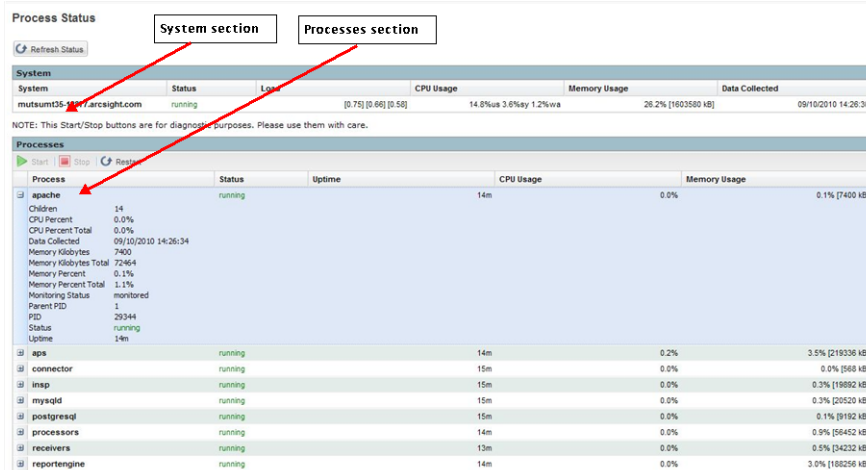 Process Status
System section
Processes section
Refresh Status
System
System Status Load CPU Usage Memory Usage Data Collected
running [0.75] [0.66] [0.58] 14.8%us 3.6%sy 1.2%wa 26.2% [1603580 kB] 09/10/2010 14:26:3
NOTE: This Start/Stop buttons are for diagnostic purposes. Please use them with care.
Processes
Start Stop Restart
Process Status Uptime CPU Usage Memory Usage
apache running 14m 0.0% 0.1% [7400 kB
Children 14
CPU Percent 0.0%
CPU Percent Total 0.0%
Data Collected 09/10/2010 14:26:34
Memory Kilobytes 7400
Memory Kilobytes Total 72464
Memory Percent 0.1%
Memory Percent Total 1.1%
Monitoring Status monitored
Parent PID 1
PID 29344
Status running
Uptime 14m
aps running 14m 0.2% 3.5% [219336 kB
connector running 15m 0.0% 0.0% [568 kB
insp running 15m 0.0% 0.3% [19892 kB
mysqld running 15m 0.0% 0.3% [20520 kB
postgresql running 15m 0.0% 0.1% [9192 kB
processors running 14m 0.0% 0.9% [56452 kB
receivers running 13m 0.0% 0.5% [34232 kB
reportengine running 14m 0.0% 3.0% [188256 kB